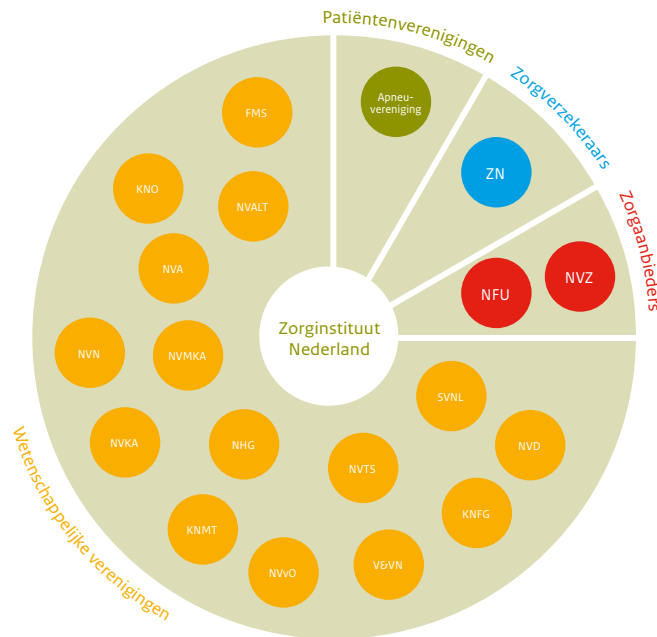 Patiëntenverenigingen
Zorgverzekeraars
Zorgaanbieders
Wetenschappelijke verenigingen
Apneu-
vereniging
ZN
NFU
NVZ
Zorginstituut
Nederland
FMS
KNO
NVALT
NVA
NVN
NVMKA
NVKA
NHG
NVTS
SVNL
NVD
KNFG
KNMT
NVvO
V&VN